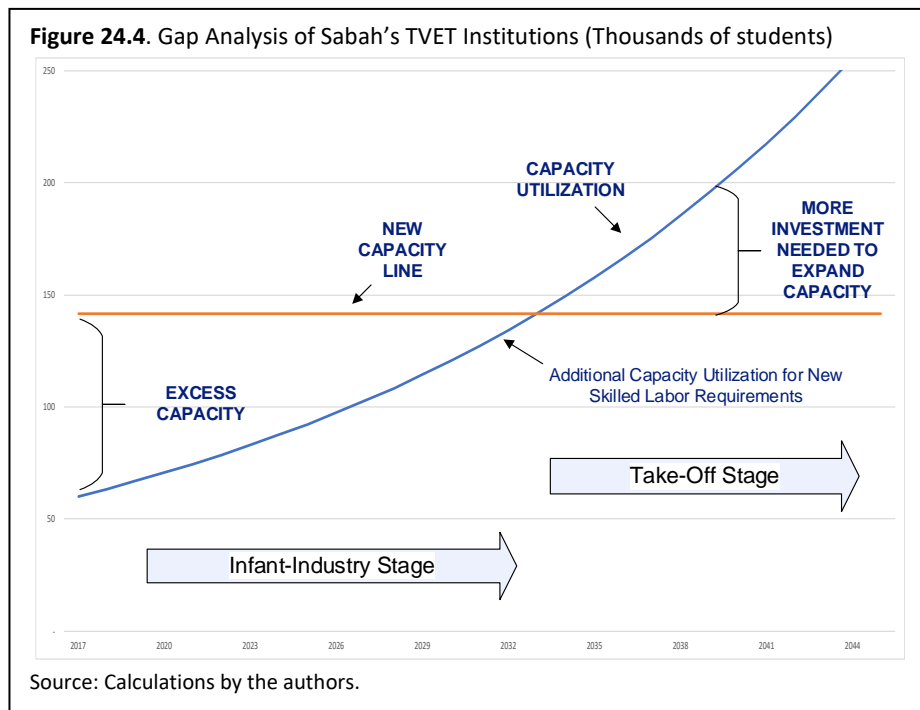 Figure 24.4. Gap Analysis of Sabah's TVET Institutions (Thousands of students)
250
200
150
100
50
-
CAPACITY
UTILIZATION
NEW
CAPACITY
LINE
MORE
INVESTMENT
NEEDED TO
EXPAND
CAPACITY
EXCESS
CAPACITY
Additional Capacity Utilization for New
Skilled Labor Requirements
Take-Off Stage
Infant-Industry Stage
2017
2020
2023
2026
2029
2032
2035
2038
2041
2044
Source: Calculations by the authors.